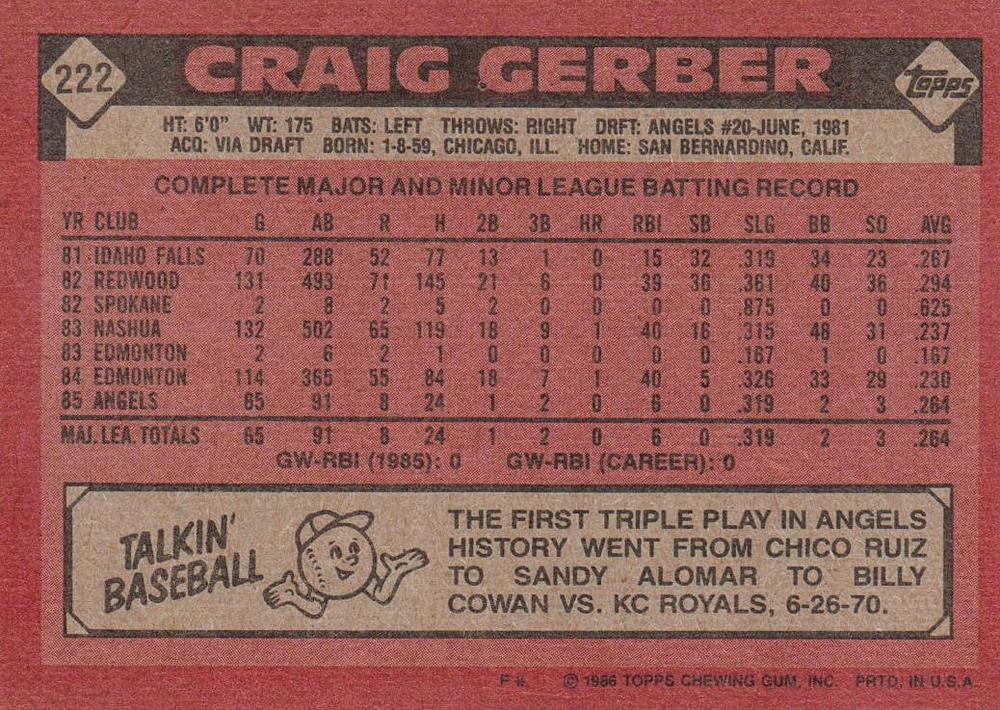 222 CRAIG GERBER topps
HT: 6'0" WT: 175 BATS: LEFT THROWS: RIGHT DRFT: ANGELS #20-JUNE, 1981
ACQ: VIA DRAFT BORN: 1-8-59, CHICAGO, ILL. HOME: SAN BERNARDINO, CALIF.
COMPLETE MAJOR AND MINOR LEAGUE BATTING RECORD
YR CLUB G AB R H 2B 3B HR RBI SB SLG BB SO AVG
81 IDAHO FALLS 70 288 52 77 13 1 0 15 32 .319 34 23 .267
82 REDWOOD 131 493 71 145 21 6 0 39 36 .361 40 36 .294
82 SPOKANE 2 8 2 5 2 0 0 0 0 .875 0 0 .625
83 NASHUA 132 502 65 119 18 9 1 40 16 .315 48 31 .237
83 EDMONTON 2 6 2 1 0 0 0 0 0 .167 1 0 .167
84 EDMONTON 114 365 55 84 18 7 1 40 5 .326 33 29 .230
85 ANGELS 65 91 8 24 1 2 0 6 0 .319 2 3 .264
MAJ. LEA. TOTALS 65 91 8 24 1 2 0 6 0 .319 2 3 .264
GW-RBI (1985): 0 GW-RBI (CAREER): 0
TALKIN'
BASEBALL
THE FIRST TRIPLE PLAY IN ANGELS
HISTORY WENT FROM CHICO RUIZ
TO SANDY ALOMAR TO BILLY
COWAN VS. KC ROYALS, 6-26-70.
F © 1986 TOPPS CHEWING GUM, INC. PRTD. IN U.S.A.